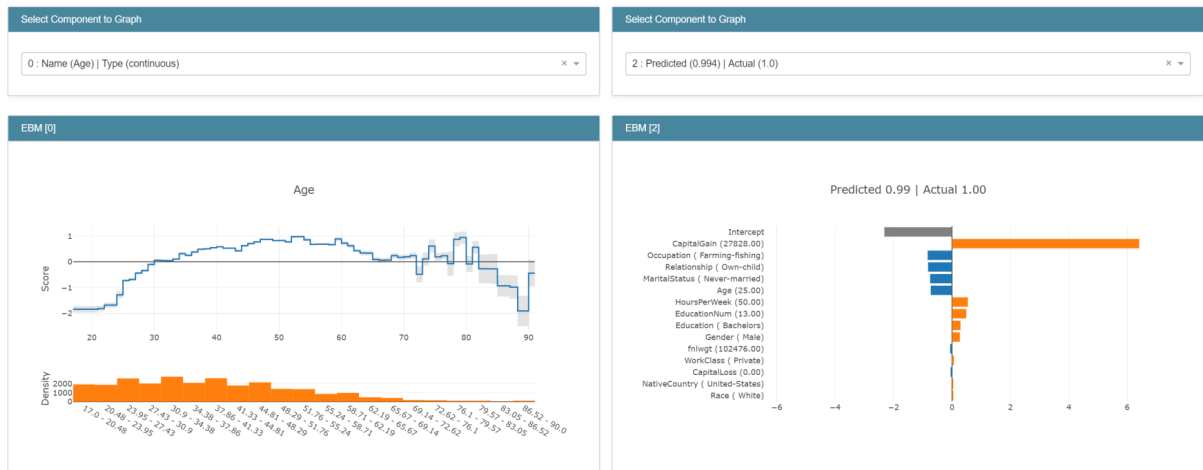 Select Component to Graph
0 : Name (Age) | Type (continuous)
EBM [0]
Age
Score
1
0
−1
−2
20
30
40
50
60
70
80
90
Density
2000
1000
0
17.0 - 20.48
20.48 - 23.95
23.95 - 27.43
27.43 - 30.9
30.9 - 34.38
34.38 - 37.86
37.86 - 41.33
41.33 - 44.81
44.81 - 48.29
48.29 - 51.76
51.76 - 55.24
55.24 - 58.71
58.71 - 62.19
62.19 - 65.67
65.67 - 69.14
69.14 - 72.62
72.62 - 76.1
76.1 - 79.57
79.57 - 83.05
83.05 - 86.52
86.52 - 90.0
Select Component to Graph
2 : Predicted (0.994) | Actual (1.0)
EBM [2]
Predicted 0.99 | Actual 1.00
Intercept
CapitalGain (27828.00)
Occupation ( Farming-fishing)
Relationship ( Own-child)
MaritalStatus ( Never-married)
Age (25.00)
HoursPerWeek (50.00)
EducationNum (13.00)
Education ( Bachelors)
Gender ( Male)
fnlwgt (102476.00)
WorkClass ( Private)
CapitalLoss (0.00)
NativeCountry ( United-States)
Race ( White)
−6
−4
−2
0
2
4
6